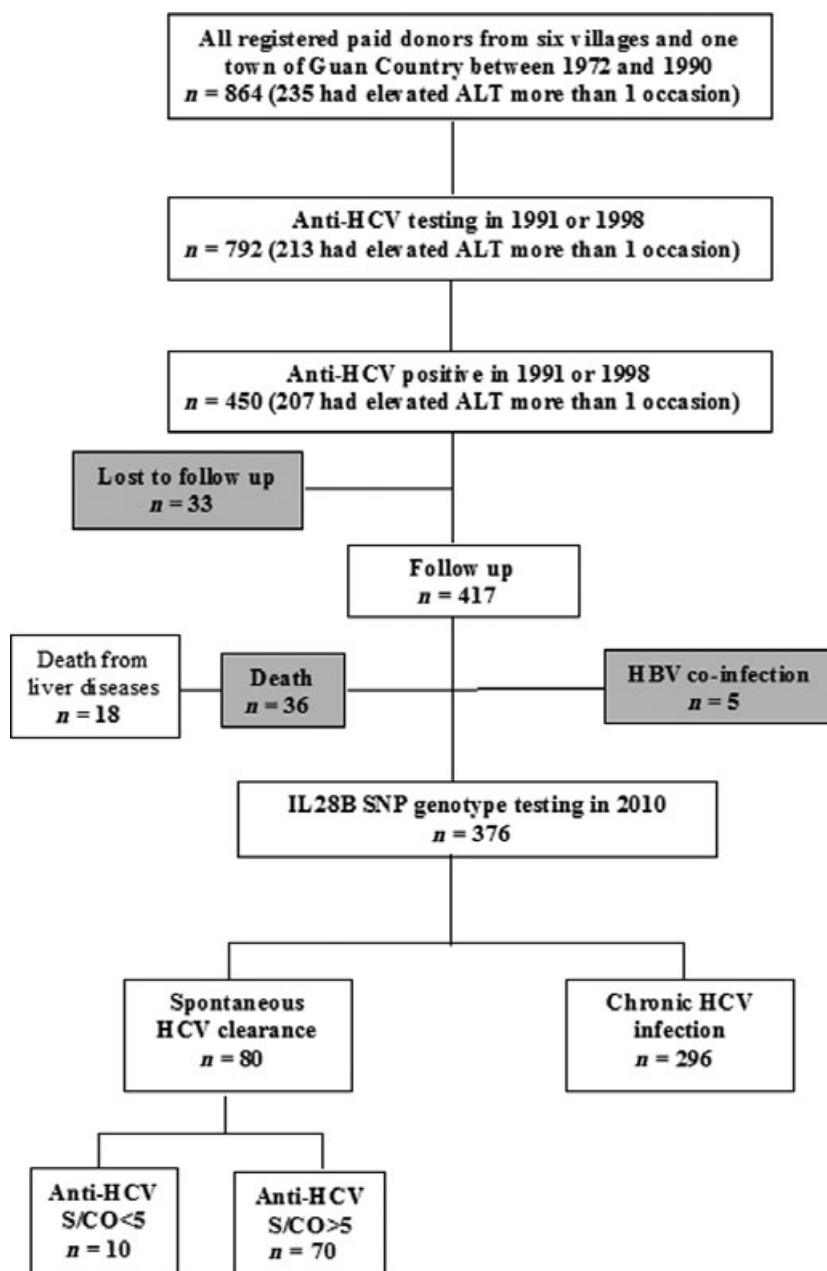 All registered paid donors from six villages and one
town of Guan Country between 1972 and 1990
n = 864 (235 had elevated ALT more than 1 occasion)
Anti-HCV testing in 1991 or 1998
n = 792 (213 had elevated ALT more than 1 occasion)
Anti-HCV positive in 1991 or 1998
n = 450 (207 had elevated ALT more than 1 occasion)
Lost to follow up
n = 33
Follow up
n = 417
Death from
liver diseases
n = 18
Death
n = 36
HBV co-infection
n = 5
IL28B SNP genotype testing in 2010
n = 376
Spontaneous
HCV clearance
n = 80
Chronic HCV
infection
n = 296
Anti-HCV
S/CO<5
n = 10
Anti-HCV
S/CO>5
n = 70